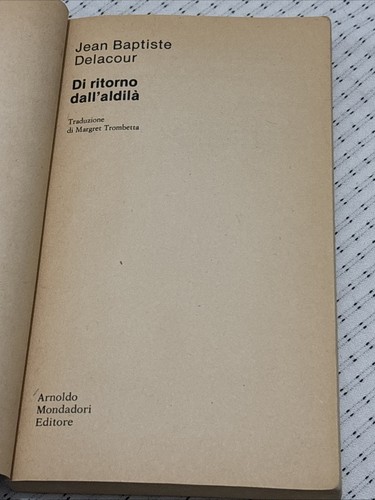 Jean Baptiste
Delacour
Di ritorno
dall'aldilà
Traduzione
di Margret Trombetta
Arnoldo
Mondadori
Editore